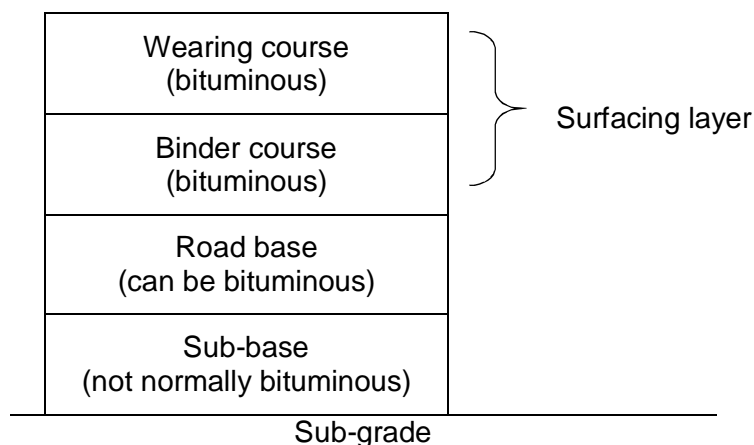 Wearing course
(bituminous)
Surfacing layer
Binder course
(bituminous)
Road base
(can be bituminous)
Sub-base
(not normally bituminous)
Sub-grade